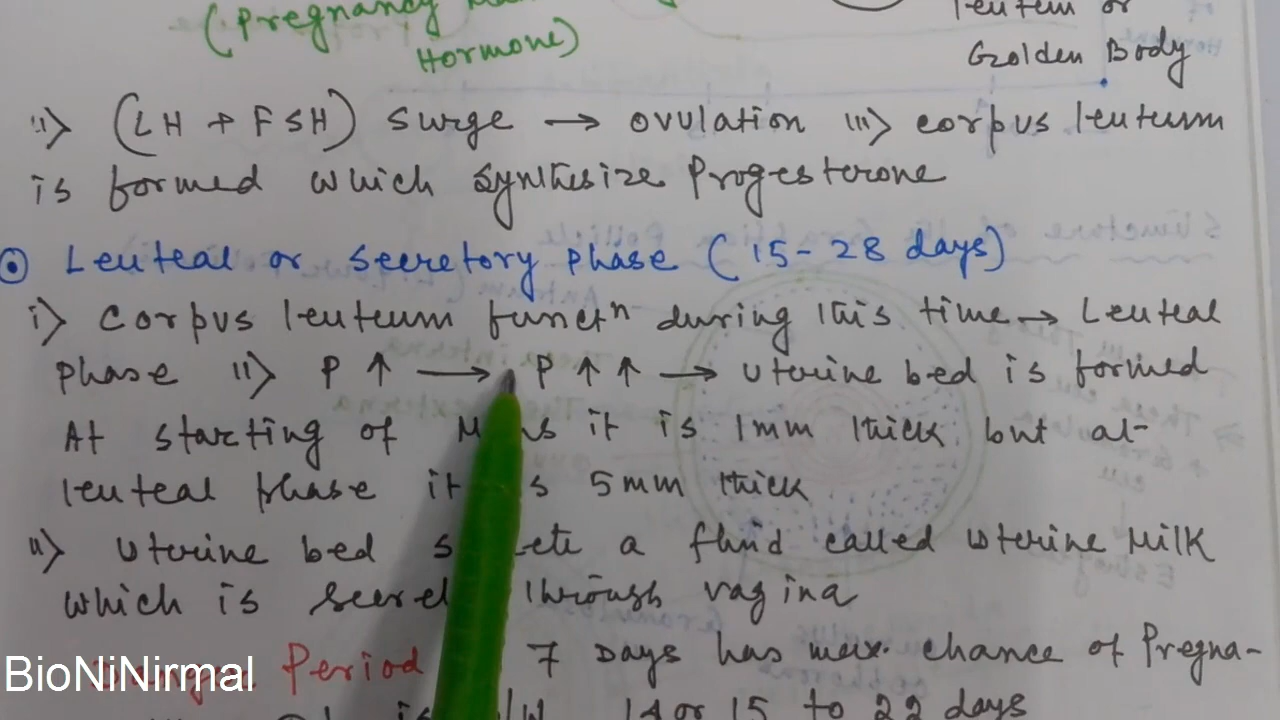 (Pregnancy
Hormone)
leuteum or
Golden Body
ii) (LH + FSH) surge → ovulation iii) corpus leuteum
is formed which synthesize Progesterone
Leuteal or secretory phase (15-28 days)
i) corpus leuteum functn during this time → Leuteal
phase ii) P ↑ → P ↑ ↑ → uterine bed is formed
At starting of it is 1mm thick but at
leuteal phase it 5mm thick
ii) uterine bed a fluid called uterine Milk
which is through vagina
Period 7 Days has max. chance of Pregna-
14 or 15 to 22 days
BioNiNirmal